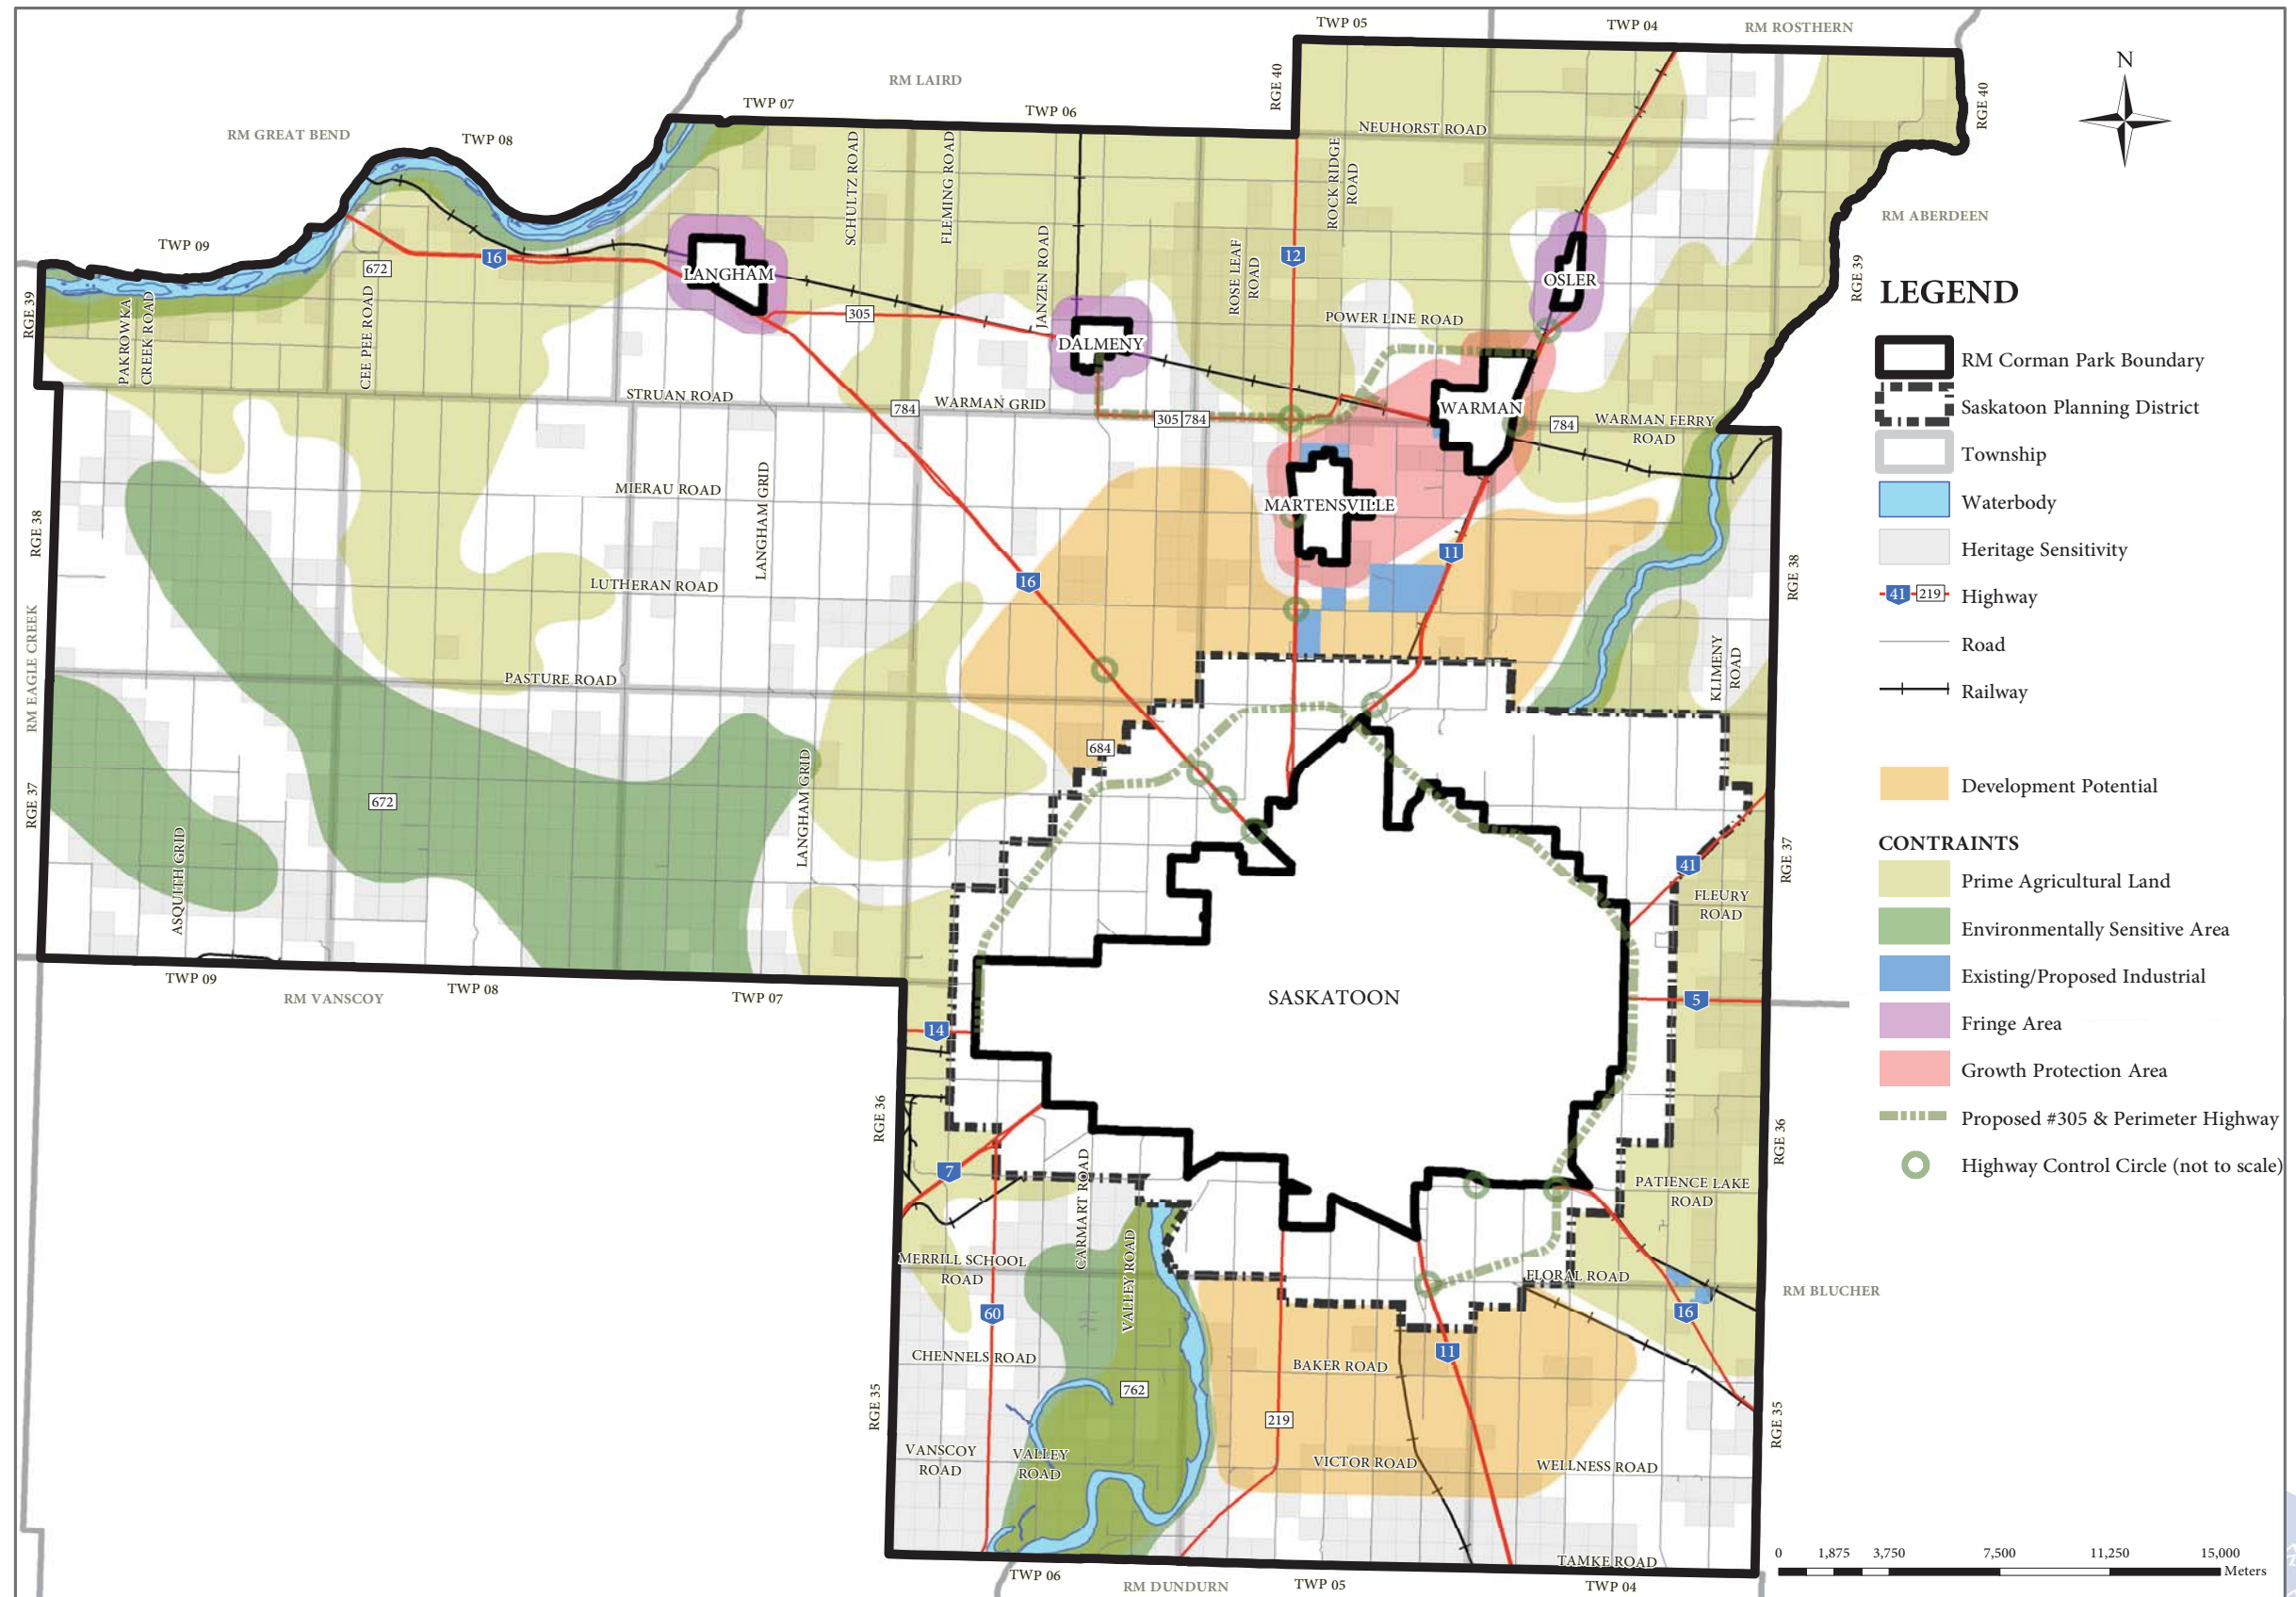 TWP 05
TWP 04
RM ROSTHERN
N
RM LAIRD
RGE 40
RGE 40
TWP 07
TWP 06
RM GREAT BEND
TWP 08
NEUHORST ROAD
SCHULTZ ROAD
FLEMING ROAD
ROCK RIDGE
ROAD
RM ABERDEEN
TWP 09
672
16
LANGHAM
12
OSLER
RGE 39
RGE 39
PAKROWKA
CREEK ROAD
CEE PEE ROAD
305
JANZEN ROAD
ROSE LEAF
ROAD
POWER LINE ROAD
DALMENY
STRUAN ROAD
784
WARMAN GRID
305
784
WARMAN
784
WARMAN FERRY
ROAD
MIERAU ROAD
LANGHAM GRID
MARTENSVILLE
RGE 38
RGE 38
11
LUTHERAN ROAD
16
RM EAGLE CREEK
PASTURE ROAD
KLIMENY
ROAD
684
672
LANGHAM GRID
RGE 37
RGE 37
ASQUITH GRID
41
FLEURY
ROAD
TWP 09
RM VANSCOY
TWP 08
TWP 07
SASKATOON
5
14
RGE 36
RGE 36
7
CARMART ROAD
PATIENCE LAKE
ROAD
MERRILL SCHOOL
ROAD
VALLEY ROAD
FLORAL ROAD
RM BLUCHER
60
16
CHENNELS ROAD
BAKER ROAD
11
762
RGE 35
RGE 35
219
VANSCOY
ROAD
VALLEY
ROAD
VICTOR ROAD
WELLNESS ROAD
TAMKE ROAD
TWP 06
RM DUNDURN
TWP 05
TWP 04
LEGEND
RM Corman Park Boundary
Saskatoon Planning District
Township
Waterbody
Heritage Sensitivity
41 219 Highway
Road
Railway
Development Potential
CONTRAINTS
Prime Agricultural Land
Environmentally Sensitive Area
Existing/Proposed Industrial
Fringe Area
Growth Protection Area
Proposed #305 & Perimeter Highway
Highway Control Circle (not to scale)
0 1,875 3,750 7,500 11,250 15,000
Meters